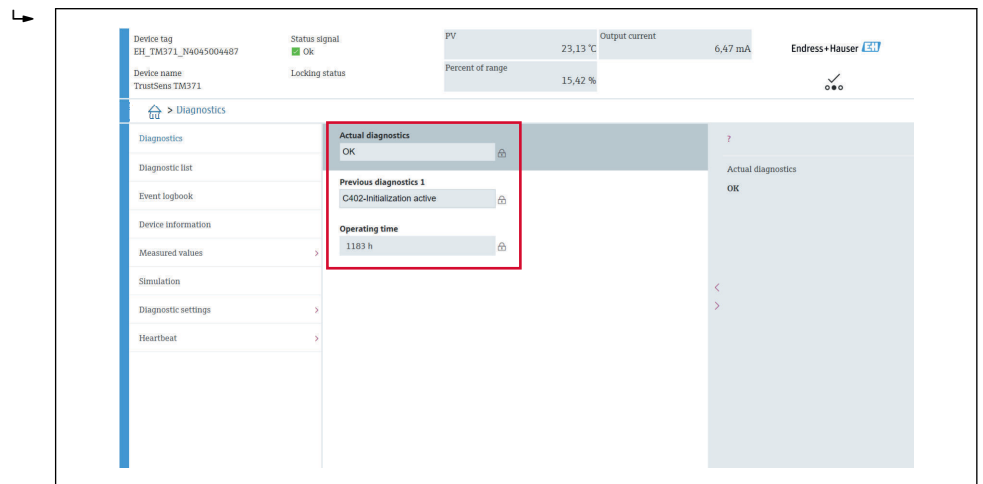 Device tag
EH_TM371_N4045004487
Status signal
Ok
PV
23,13 °C
Output current
6,47 mA
Endress+Hauser EH
Device name
TrustSens TM371
Locking status
Percent of range
15,42 %
> Diagnostics
Diagnostics
Diagnostic list
Event logbook
Device information
Measured values >
Simulation
Diagnostic settings >
Heartbeat >
Actual diagnostics
OK
Previous diagnostics 1
C402-Initialization active
Operating time
1183 h
?
Actual diagnostics
OK
<
>